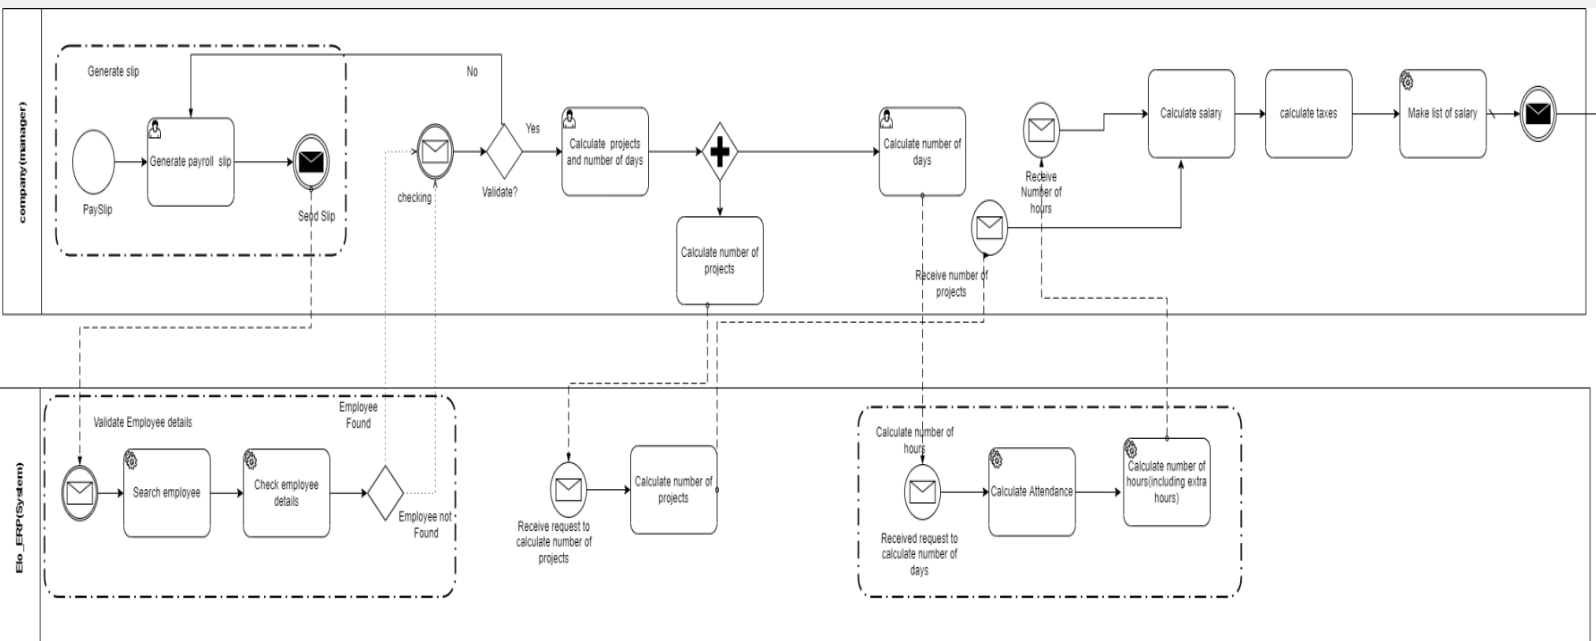 company(manager)
Generate slip
Generate payroll slip
PaySlip
Send Slip
No
checking
Validate?
Yes
Calculate projects
and number of days
Calculate number of
projects
Calculate number of
days
Receive
Number of
hours
Receive number of
projects
Calculate salary
calculate taxes
Make list of salary
Elo_ERP(System)
Validate Employee details
Search employee
Check employee
details
Employee
Found
Employee not
Found
Receive request to
calculate number of
projects
Calculate number of
projects
Calculate number of
hours
Received request to
calculate number of
days
Calculate Attendance
Calculate number of
hours(including extra
hours)